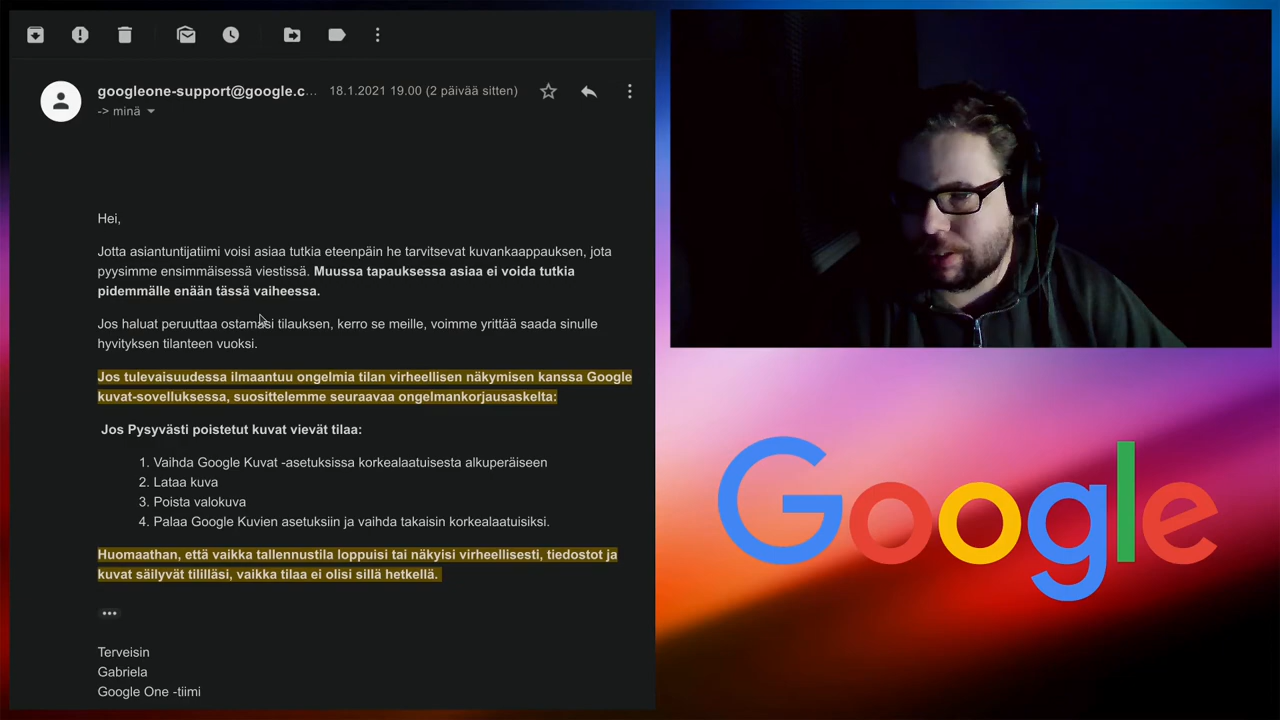 googleone-support@google.c... 18.1.2021 19.00 (2 päivää sitten)
-> minä
Hei,
Jotta asiantuntijatiimi voisi asiaa tutkia eteenpäin he tarvitsevat kuvankaappauksen, jota
pyysimme ensimmäisessä viestissä. Muussa tapauksessa asiaa ei voida tutkia
pidemmälle enään tässä vaiheessa.
Jos haluat peruuttaa ostamasi tilauksen, kerro se meille, voimme yrittää saada sinulle
hyvityksen tilanteen vuoksi.
Jos tulevaisuudessa ilmaantuu ongelmia tilan virheellisen näkymisen kanssa Google
kuvat-sovelluksessa, suosittelemme seuraavaa ongelmankorjausaskelta:
Jos Pysyvästi poistetut kuvat vievät tilaa:
1. Vaihda Google Kuvat -asetuksissa korkealaatuisesta alkuperäiseen
2. Lataa kuva
3. Poista valokuva
4. Palaa Google Kuvien asetuksiin ja vaihda takaisin korkealaatuisiksi.
Huomaathan, että vaikka tallennustila loppuisi tai näkyisi virheellisesti, tiedostot ja
kuvat säilyvät tililläsi, vaikka tilaa ei olisi sillä hetkellä.
Terveisin
Gabriela
Google One -tiimi
Google